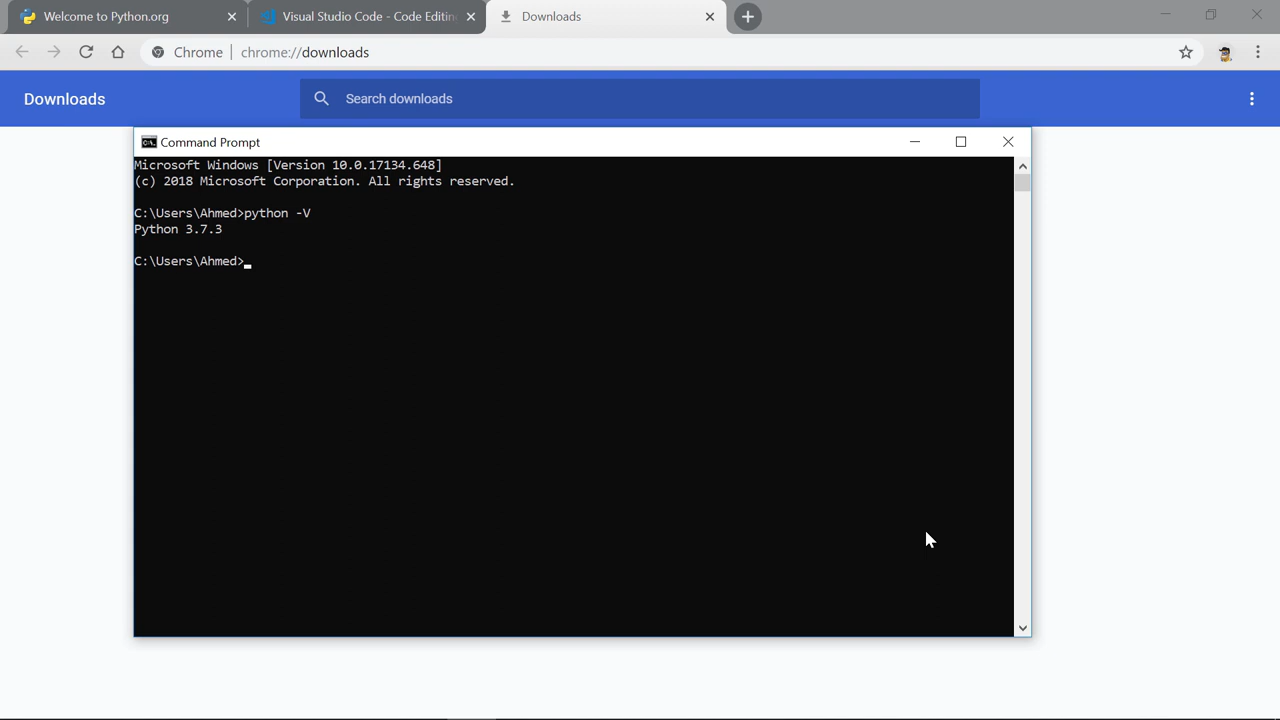 Welcome to Python.org
Visual Studio Code - Code Editin
Downloads
Chrome | chrome://downloads
Downloads
Search downloads
Command Prompt
Microsoft Windows [Version 10.0.17134.648]
(c) 2018 Microsoft Corporation. All rights reserved.
C:\Users\Ahmed>python -V
Python 3.7.3
C:\Users\Ahmed>_